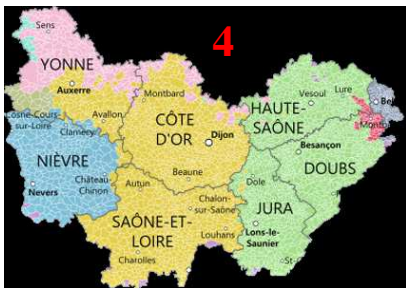 4
Sens
YONNE
Auxerre
Montbard
Vesoul
Lure
Bel
HAUTE-
SAÔNE
Avallon
CÔTE
D'OR
Cosne-Cours-
sur-Loire
Clamecy
Dijon
Besançon
NIÈVRE
Château
Chinon
Nevers
Autun
Beaune
Dole
DOUBS
Chalon-
sur-Saône
SAÔNE-ET-
LOIRE
JURA
Louhans
Lons-le-
Saunier
Charolles